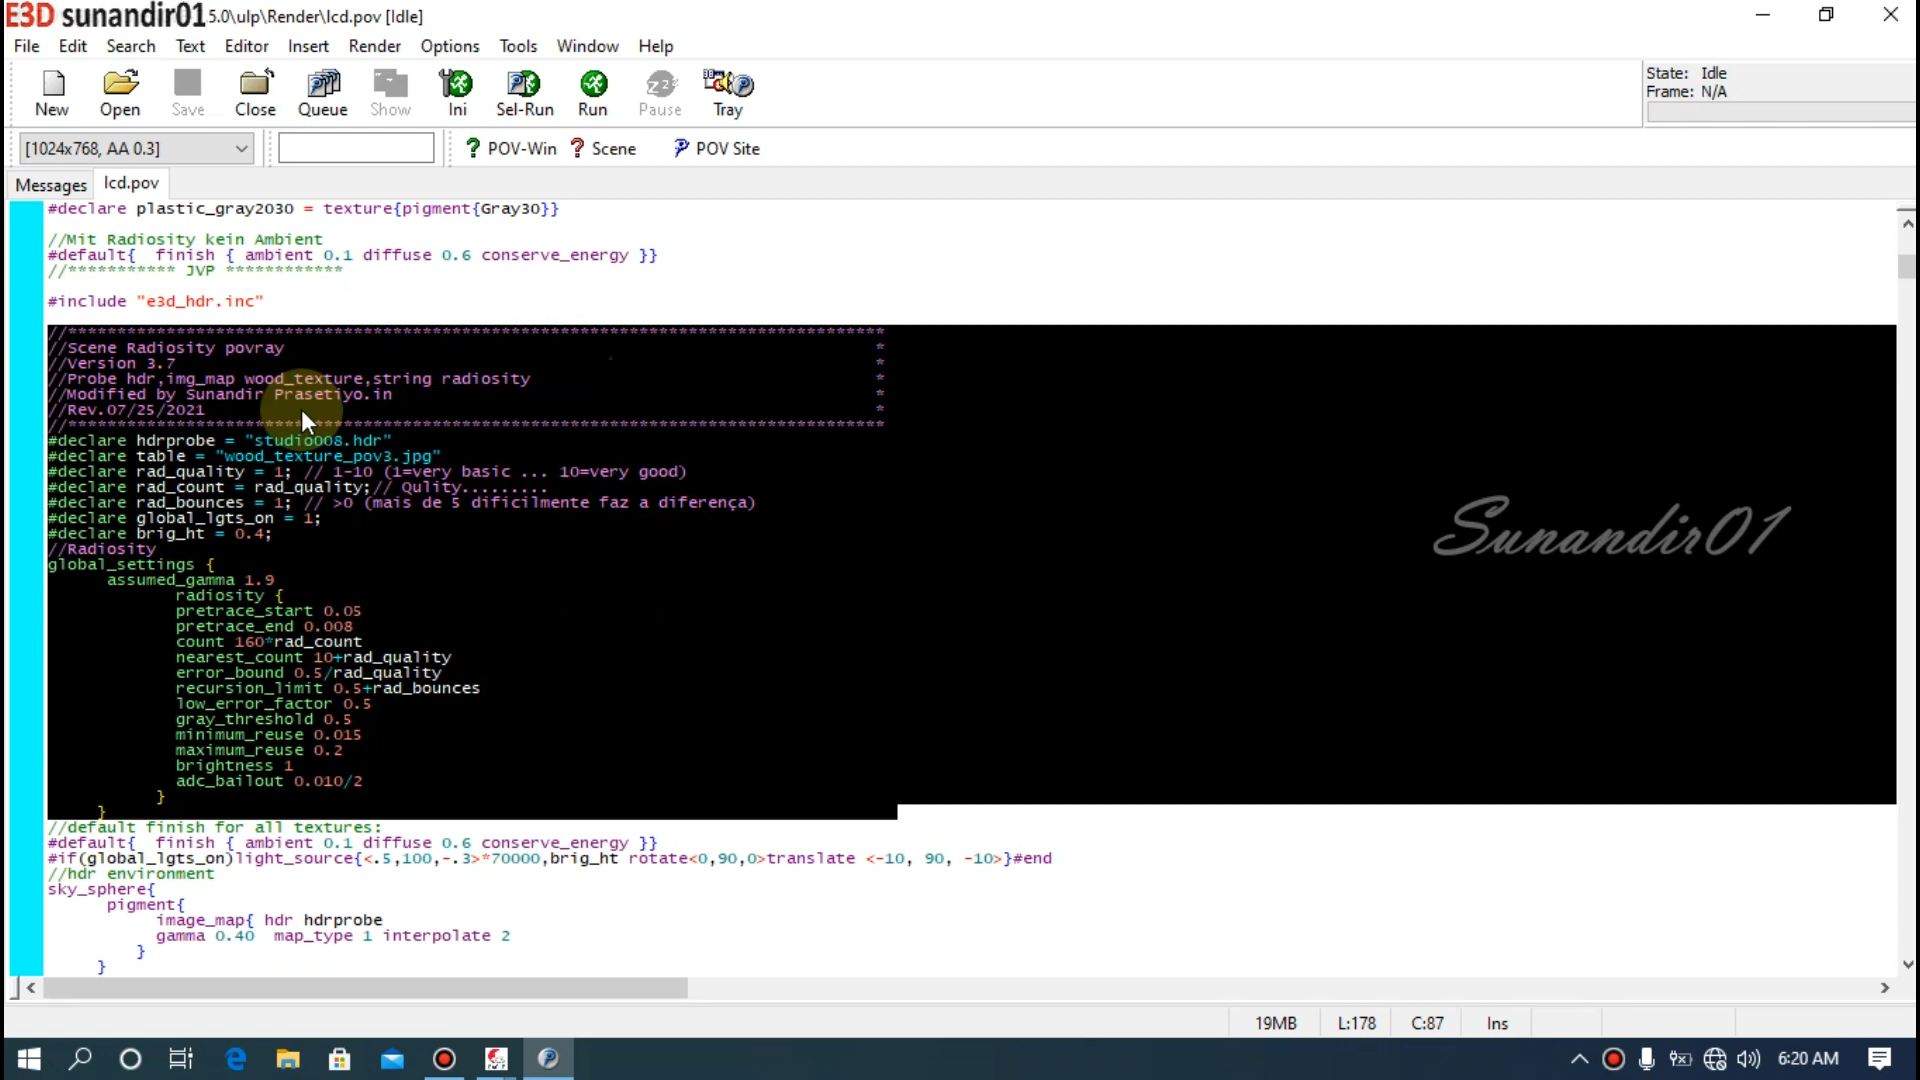 E3D sunandir01 5.0\ulp\Render\lcd.pov [Idle]
File Edit Search Text Editor Insert Render Options Tools Window Help
New Open Save Close Queue Show Ini Sel-Run Run Pause Tray
State: Idle
Frame: N/A
[1024x768, AA 0.3] ? POV-Win ? Scene POV Site
Messages lcd.pov
#declare plastic_gray2030 = texture{pigment{Gray30}}
//Mit Radiosity kein Ambient
#default{ finish { ambient 0.1 diffuse 0.6 conserve_energy }}
//*********** JVP ************
#include "e3d_hdr.inc"
//***********************************************************************************
//Scene Radiosity povray *
//Version 3.7 *
//Probe hdr,img_map wood_texture,string radiosity *
//Modified by Sunandir Prasetiyo.in *
//Rev.07/25/2021 *
//***********************************************************************************
#declare hdrprobe = "studio008.hdr"
#declare table = "wood_texture_pov3.jpg"
#declare rad_quality = 1; // 1-10 (1=very basic ... 10=very good)
#declare rad_count = rad_quality;// Qulity.........
#declare rad_bounces = 1; // >0 (mais de 5 dificilmente faz a diferença)
#declare global_lgts_on = 1;
#declare brig_ht = 0.4;
//Radiosity
global_settings {
assumed_gamma 1.9
radiosity {
pretrace_start 0.05
pretrace_end 0.008
count 160*rad_count
nearest_count 10+rad_quality
error_bound 0.5/rad_quality
recursion_limit 0.5+rad_bounces
low_error_factor 0.5
gray_threshold 0.5
minimum_reuse 0.015
maximum_reuse 0.2
brightness 1
adc_bailout 0.010/2
}
}
Sunandir01
//default finish for all textures:
#default{ finish { ambient 0.1 diffuse 0.6 conserve_energy }}
#if(global_lgts_on)light_source{<.5,100,-.3>*70000,brig_ht rotate<0,90,0>translate <-10, 90, -10>}#end
//hdr environment
sky_sphere{
pigment{
image_map{ hdr hdrprobe
gamma 0.40 map_type 1 interpolate 2
}
}
19MB L:178 C:87 Ins
6:20 AM